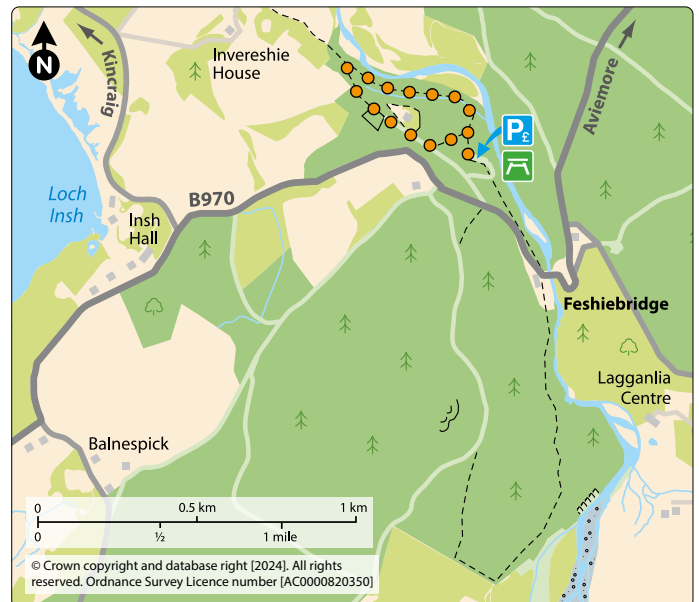 N
Kincraig
Invereshie
House
Aviemore
P£
Loch
Insh
B970
Insh
Hall
Feshiebridge
Lagganlia
Centre
Balnespick
0 0.5 km 1 km
0 ½ 1 mile
© Crown copyright and database right [2024]. All rights
reserved. Ordnance Survey Licence number [AC0000820350]